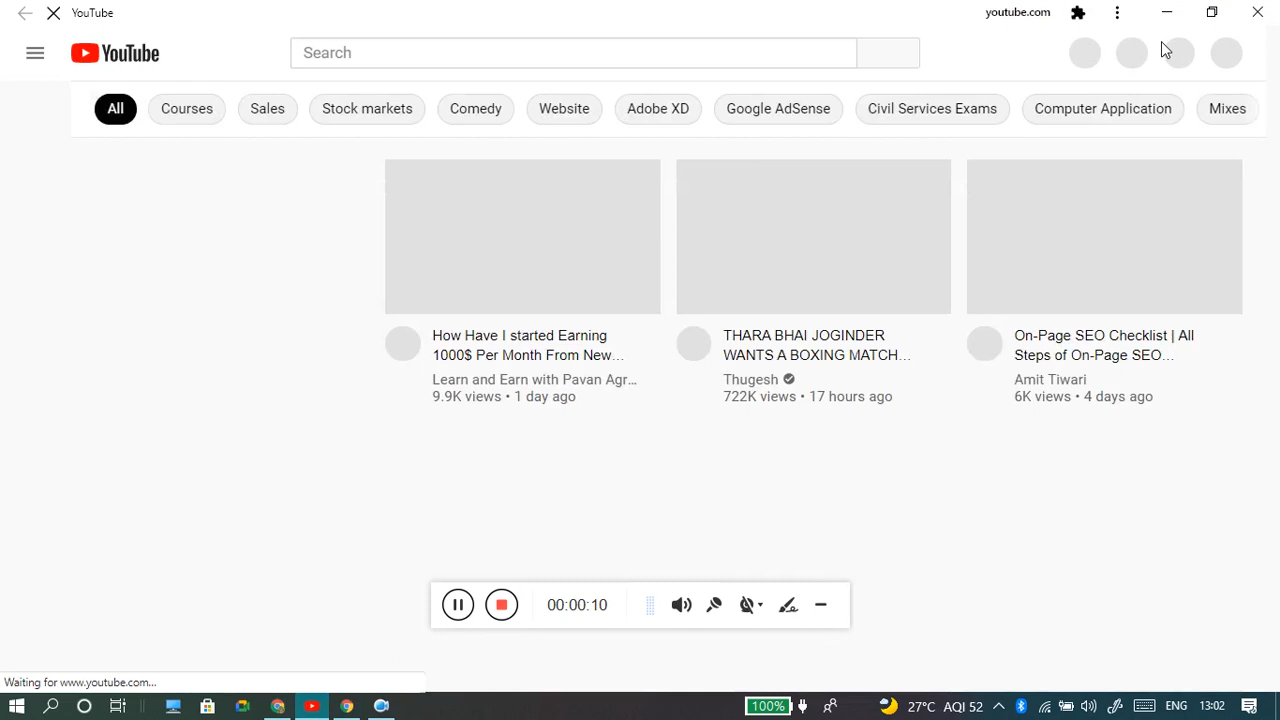 YouTube
youtube.com
YouTube
Search
All
Courses
Sales
Stock markets
Comedy
Website
Adobe XD
Google AdSense
Civil Services Exams
Computer Application
Mixes
How Have I started Earning
1000$ Per Month From New...
Learn and Earn with Pavan Agr...
9.9K views • 1 day ago
THARA BHAI JOGINDER
WANTS A BOXING MATCH...
Thugesh
722K views • 17 hours ago
On-Page SEO Checklist | All
Steps of On-Page SEO...
Amit Tiwari
6K views • 4 days ago
00:00:10
Waiting for www.youtube.com...
100%
27°C AQI 52
ENG
13:02